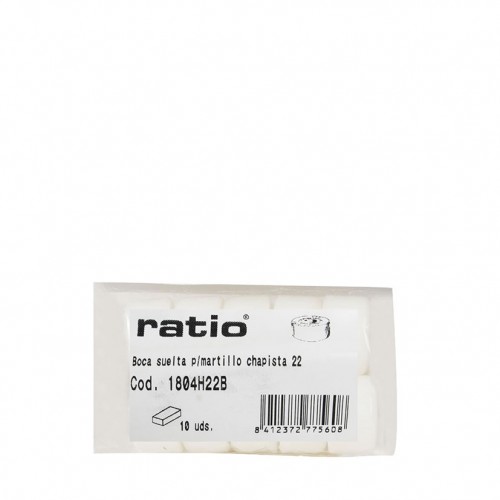 ratio®
Boca suelta p/martillo chapista 22
Cod. 1804H22B
10 uds.
8 412372 775608